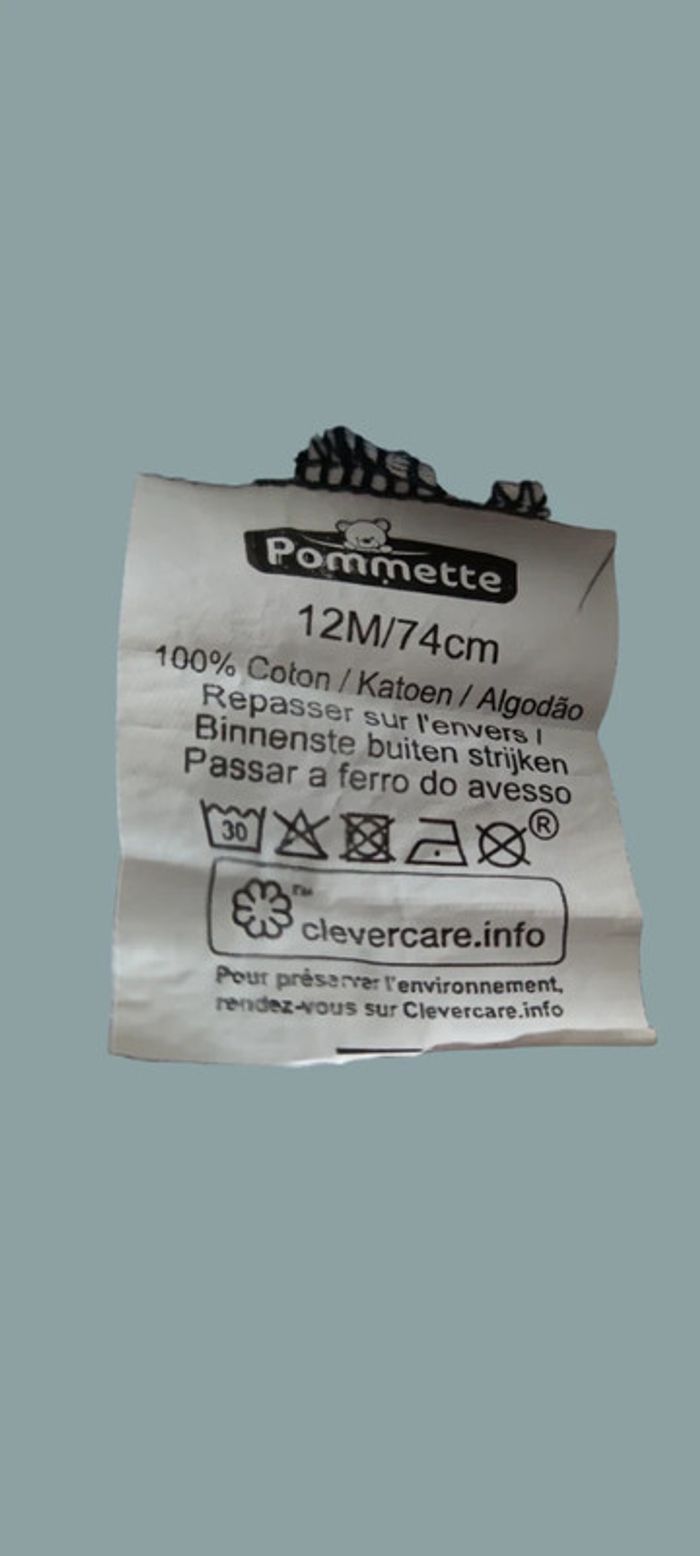 Pommette
12M/74cm
100% Coton / Katoen / Algodão
Repasser sur l'envers /
Binnenste buiten strijken
Passar a ferro do avesso
30 ®
™ clevercare.info
Pour préserver l'environnement,
rendez-vous sur Clevercare.info